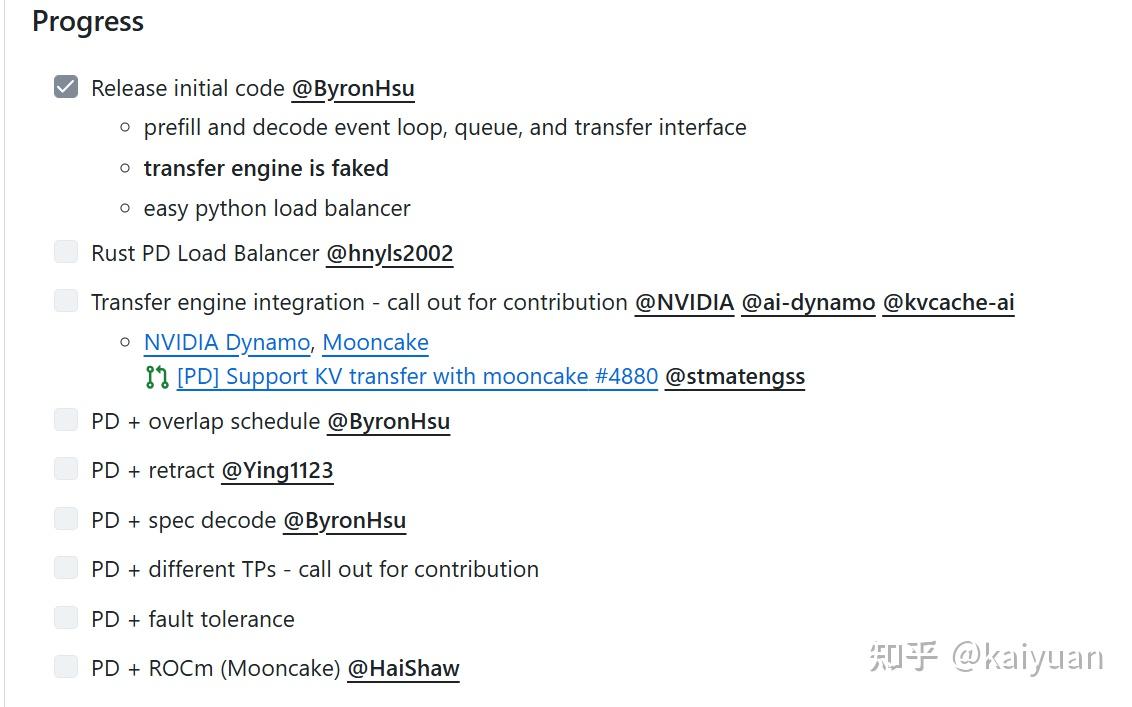 Progress
Release initial code @ByronHsu
prefill and decode event loop, queue, and transfer interface
transfer engine is faked
easy python load balancer
Rust PD Load Balancer @hnyls2002
Transfer engine integration - call out for contribution @NVIDIA @ai-dynamo @kvcache-ai
NVIDIA Dynamo, Mooncake
[PD] Support KV transfer with mooncake #4880 @stmatengss
PD + overlap schedule @ByronHsu
PD + retract @Ying1123
PD + spec decode @ByronHsu
PD + different TPs - call out for contribution
PD + fault tolerance
PD + ROCm (Mooncake) @HaiShaw
知乎 @kaiyuan